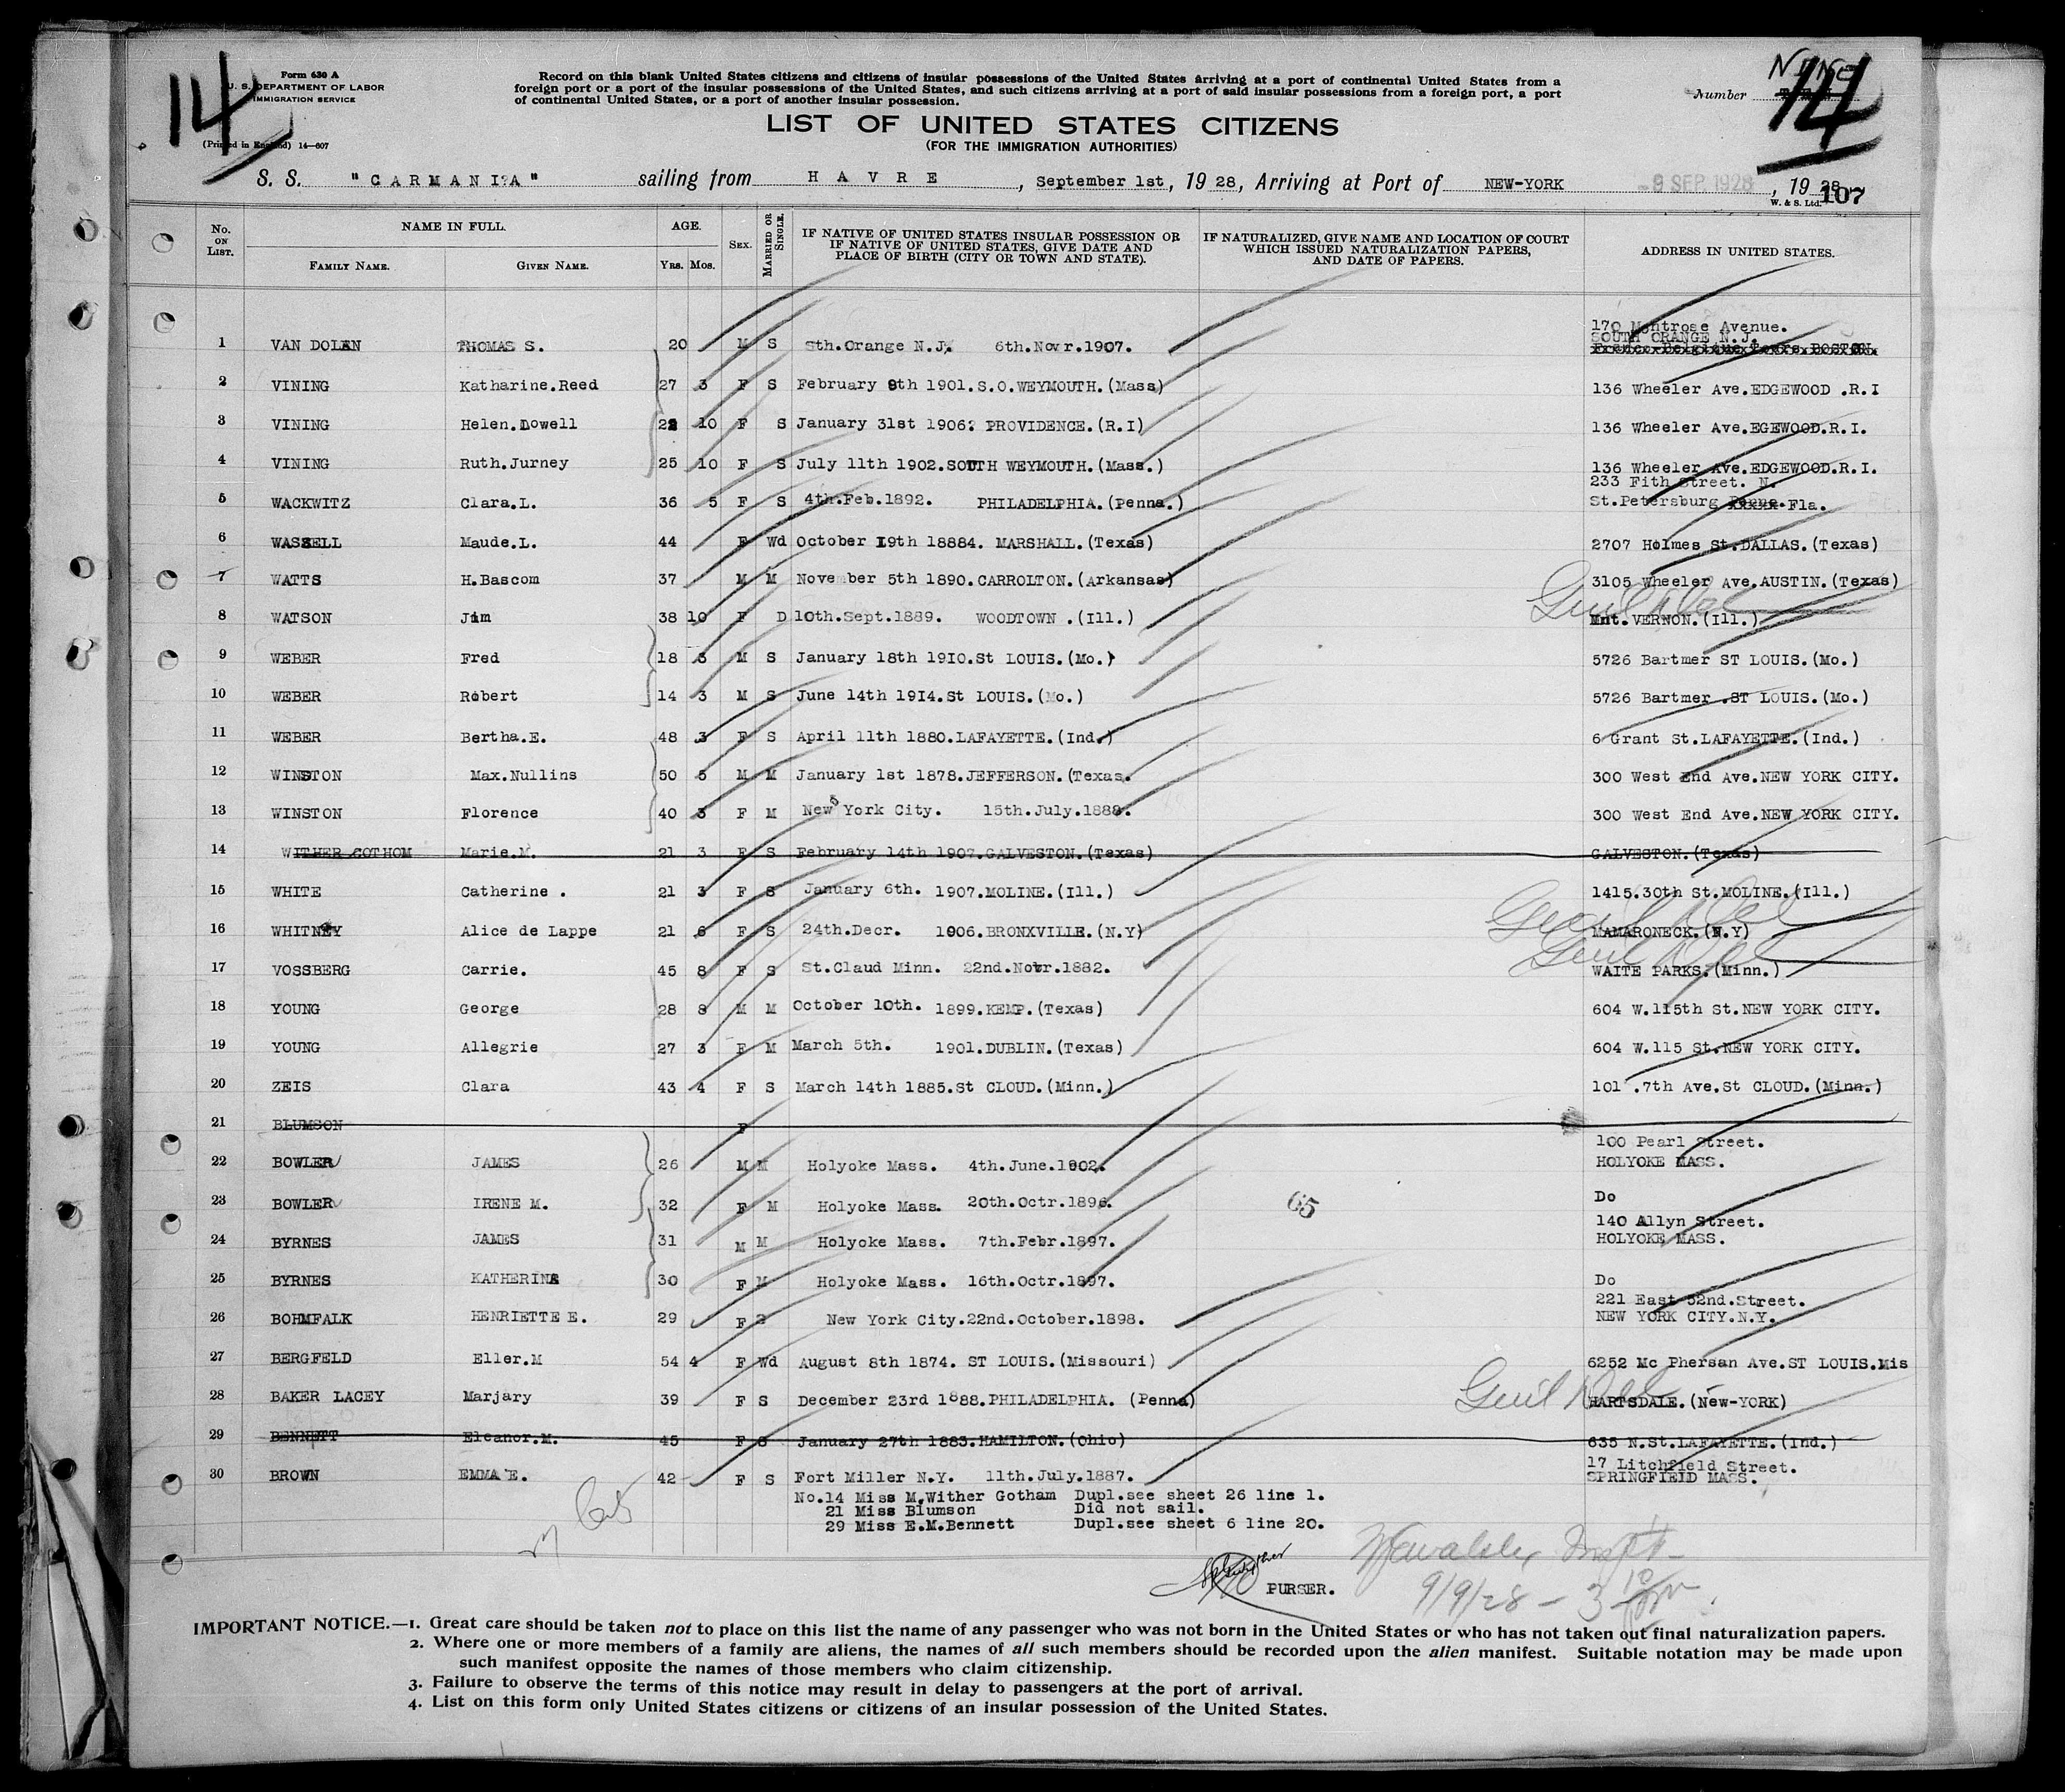 14
Form 630 A
U. S. DEPARTMENT OF LABOR
IMMIGRATION SERVICE
(Printed in England) 14—607
Record on this blank United States citizens and citizens of insular possessions of the United States arriving at a port of continental United States from a
foreign port or a port of the insular possessions of the United States, and such citizens arriving at a port of said insular possessions from a foreign port, a port
of continental United States, or a port of another insular possession.
Number NINE 14
LIST OF UNITED STATES CITIZENS
(FOR THE IMMIGRATION AUTHORITIES)
S. S. "CARMANIA" sailing from HAVRE, September 1st, 1928, Arriving at Port of NEW-YORK -9 SEP. 1928, 1928
W. & S. Ltd. 107
No. ON LIST. NAME IN FULL. FAMILY NAME. GIVEN NAME. AGE. YRS. MOS. SEX. MARRIED OR SINGLE. IF NATIVE OF UNITED STATES INSULAR POSSESSION OR IF NATIVE OF UNITED STATES, GIVE DATE AND PLACE OF BIRTH (CITY OR TOWN AND STATE). IF NATURALIZED, GIVE NAME AND LOCATION OF COURT WHICH ISSUED NATURALIZATION PAPERS, AND DATE OF PAPERS. ADDRESS IN UNITED STATES.
170 Montrose Avenue.
1 VAN DOLEN THOMAS S. 20 M S Sth.Orange N.J. 6th.Novr.1907. SOUTH ORANGE N.J.
2 VINING Katharine.Reed 27 3 F S February 9th 1901.S.O.WEYMOUTH.(Mass) 136 Wheeler Ave.EDGEWOOD .R.I
3 VINING Helen.Lowell 22 10 F S January 31st 1906. PROVIDENCE.(R.I) 136 Wheeler Ave.EGEWOOD.R.I.
4 VINING Ruth.Jurney 25 10 F S July 11th 1902.SOUTH WEYMOUTH.(Mass.) 136 Wheeler Ave.EDGEWOOD.R.I.
233 Fith Street. N.
5 WACKWITZ Clara.L. 36 5 F S 4th.Feb.1892. PHILADELPHIA.(Penna.) St.Petersburg Penna.Fla.
6 WASSELL Maude.L. 44 F Wd October 19th 18884. MARSHALL.(Texas) 2707 Holmes St.DALLAS.(Texas)
7 WATTS H.Bascom 37 M M November 5th 1890.CARROLTON.(Arkansas) 3105 Wheeler Ave.AUSTIN.(Texas)
8 WATSON Jim 38 10 F D 10th.Sept.1889. WOODTOWN .(Ill.) Mnt.VERNON.(Ill.)
9 WEBER Fred 18 3 M S January 18th 1910.St LOUIS.(Mo.) 5726 Bartmer ST LOUIS.(Mo.)
10 WEBER Robert 14 3 M S June 14th 1914.St LOUIS.(Mo.) 5726 Bartmer .ST LOUIS.(Mo.)
11 WEBER Bertha.E. 48 3 F S April 11th 1880.LAFAYETTE.(Ind.) 6 Grant St.LAFAYETTE.(Ind.)
12 WINSTON Max.Nullins 50 5 M M January 1st 1878.JEFFERSON.(Texas. 300 West End Ave.NEW YORK CITY.
13 WINSTON Florence 40 3 F M New York City. 15th.July.1888. 300 West End Ave.NEW YORK CITY.
14 WITHER GOTHOM Marie.M. 21 3 F S February 14th 1907.GALVESTON.(Texas) GALVESTON.(Texas)
15 WHITE Catherine . 21 3 F S January 6th. 1907.MOLINE.(Ill.) 1415.30th St.MOLINE.(Ill.)
16 WHITNEY Alice de Lappe 21 6 F S 24th.Decr. 1906.BRONXVILLE.(N.Y) MAMARONECK.(N.Y)
17 VOSSBERG Carrie. 45 8 F S St.Claud Minn. 22nd.Novr.1882. WAITE PARKS.(Minn.)
18 YOUNG George 28 8 M M October 10th. 1899.KEMP.(Texas) 604 W.115th St.NEW YORK CITY.
19 YOUNG Allegrie 27 3 F M March 5th. 1901.DUBLIN.(Texas) 604 W.115 St.NEW YORK CITY.
20 ZEIS Clara 43 4 F S March 14th 1885.St CLOUD.(Minn.) 101 .7th Ave.St CLOUD.(Minn.)
21 BLUMSON F
100 Pearl Street.
22 BOWLER JAMES 26 M M Holyoke Mass. 4th.June.1902. HOLYOKE MASS.
23 BOWLER IRENE M. 32 F M Holyoke Mass. 20th.Octr.1896. Do
65
140 Allyn Street.
24 BYRNES JAMES 31 M M Holyoke Mass. 7th.Febr.1897. HOLYOKE MASS.
25 BYRNES KATHERINE 30 F M Holyoke Mass. 16th.Octr.1897. Do
221 East 52nd.Street.
26 BOHMFALK HENRIETTE E. 29 F S New York City.22nd.October.1898. NEW YORK CITY.N.Y.
27 BERGFELD Eller.M 54 4 F Wd August 8th 1874. ST LOUIS.(Missouri) 6252 Mc Phersan Ave.ST LOUIS.Mis
28 BAKER LACEY Marjary 39 F S December 23rd 1888.PHILADELPHIA. (Penna) HARTSDALE.(New-YORK)
29 BENNETT Eleanor.M. 45 F S January 27th 1883.HAMILTON.(Ohio) 635 N.St.LAFAYETTE.(Ind.)
17 Litchfield Street.
30 BROWN EMMA E. 42 F S Fort Miller N.Y. 11th.July.1887. SPRINGFIELD MASS.
No.14 Miss M.Wither Gotham Dupl.see sheet 26 line 1.
21 Miss Blumson Did not sail.
29 Miss E.M.Bennett Dupl.see sheet 6 line 20.
PURSER.
9/9/28 - 3
IMPORTANT NOTICE.—1. Great care should be taken not to place on this list the name of any passenger who was not born in the United States or who has not taken out final naturalization papers.
2. Where one or more members of a family are aliens, the names of all such members should be recorded upon the alien manifest. Suitable notation may be made upon
such manifest opposite the names of those members who claim citizenship.
3. Failure to observe the terms of this notice may result in delay to passengers at the port of arrival.
4. List on this form only United States citizens or citizens of an insular possession of the United States.